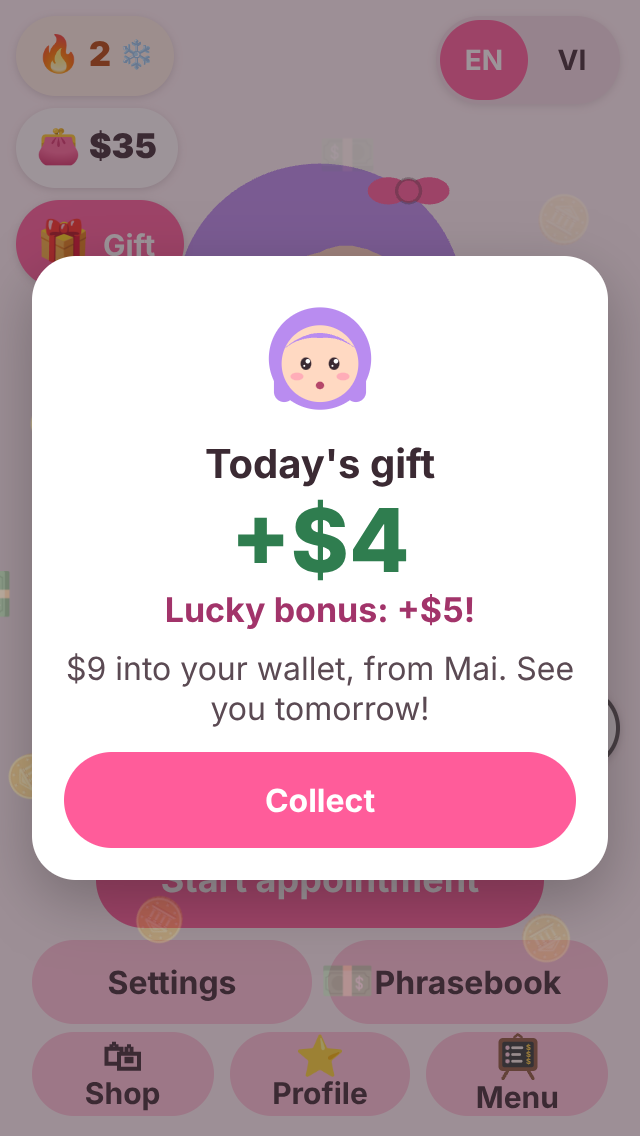 2
EN
VI
$35
Gift
Today's gift
+$4
Lucky bonus: +$5!
$9 into your wallet, from Mai. See
you tomorrow!
Collect
Start appointment
Settings
Phrasebook
Shop
Profile
Menu